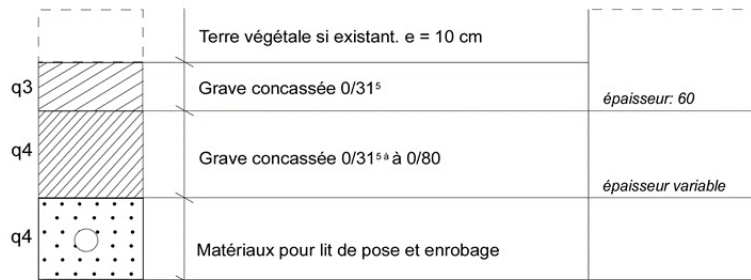 Terre végétale si existant. e = 10 cm
q3
Grave concassée 0/31⁵
épaisseur: 60
q4
Grave concassée 0/31⁵ ᵃ̀ à 0/80
épaisseur variable
q4
Matériaux pour lit de pose et enrobage